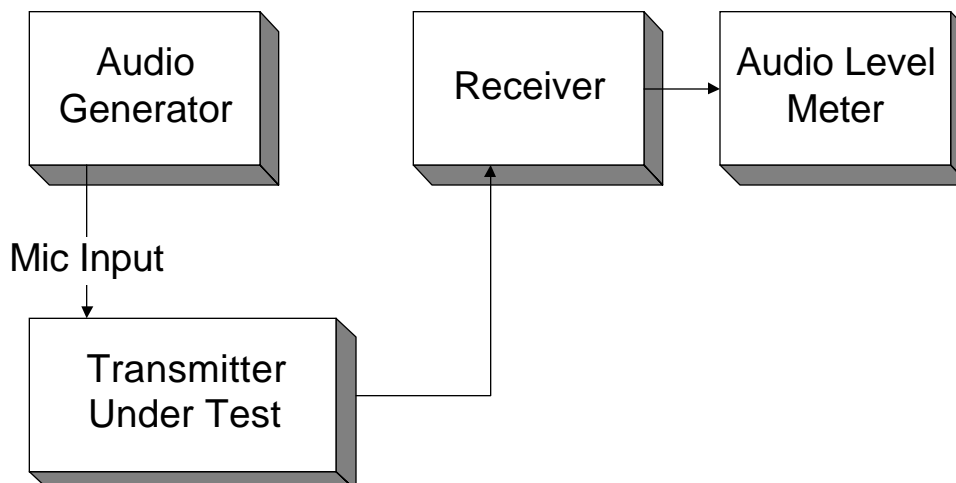 Audio
Generator
Receiver
Audio Level
Meter
Mic Input
Transmitter
Under Test